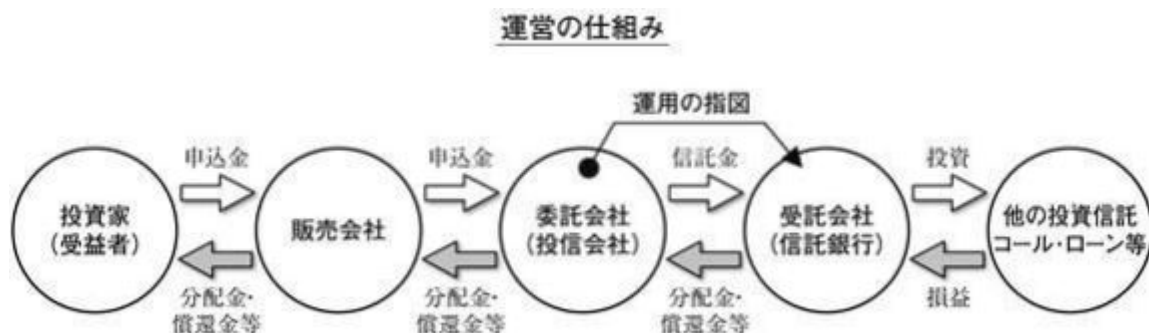 運営の仕組み
運用の指図
申込金
申込金
信託金
投資
投資家
(受益者)
販売会社
委託会社
(投信会社)
受託会社
(信託銀行)
他の投資信託
コール・ローン等
分配金・
償還金等
分配金・
償還金等
分配金・
償還金等
損益